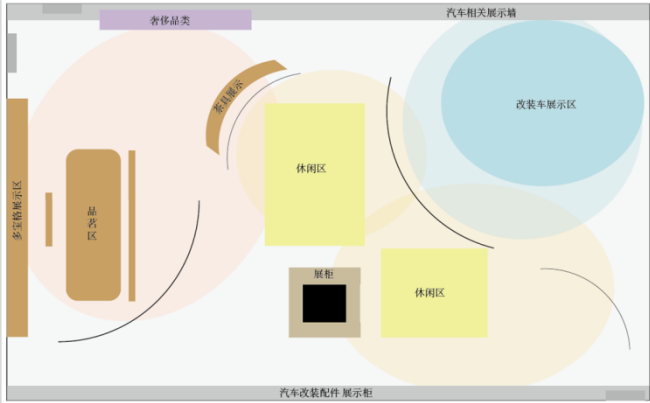 奢侈品类
汽车相关展示墙
茶具展示
改装车展示区
休闲区
多宝格展示区
品茗区
展柜
休闲区
汽车改装配件 展示柜